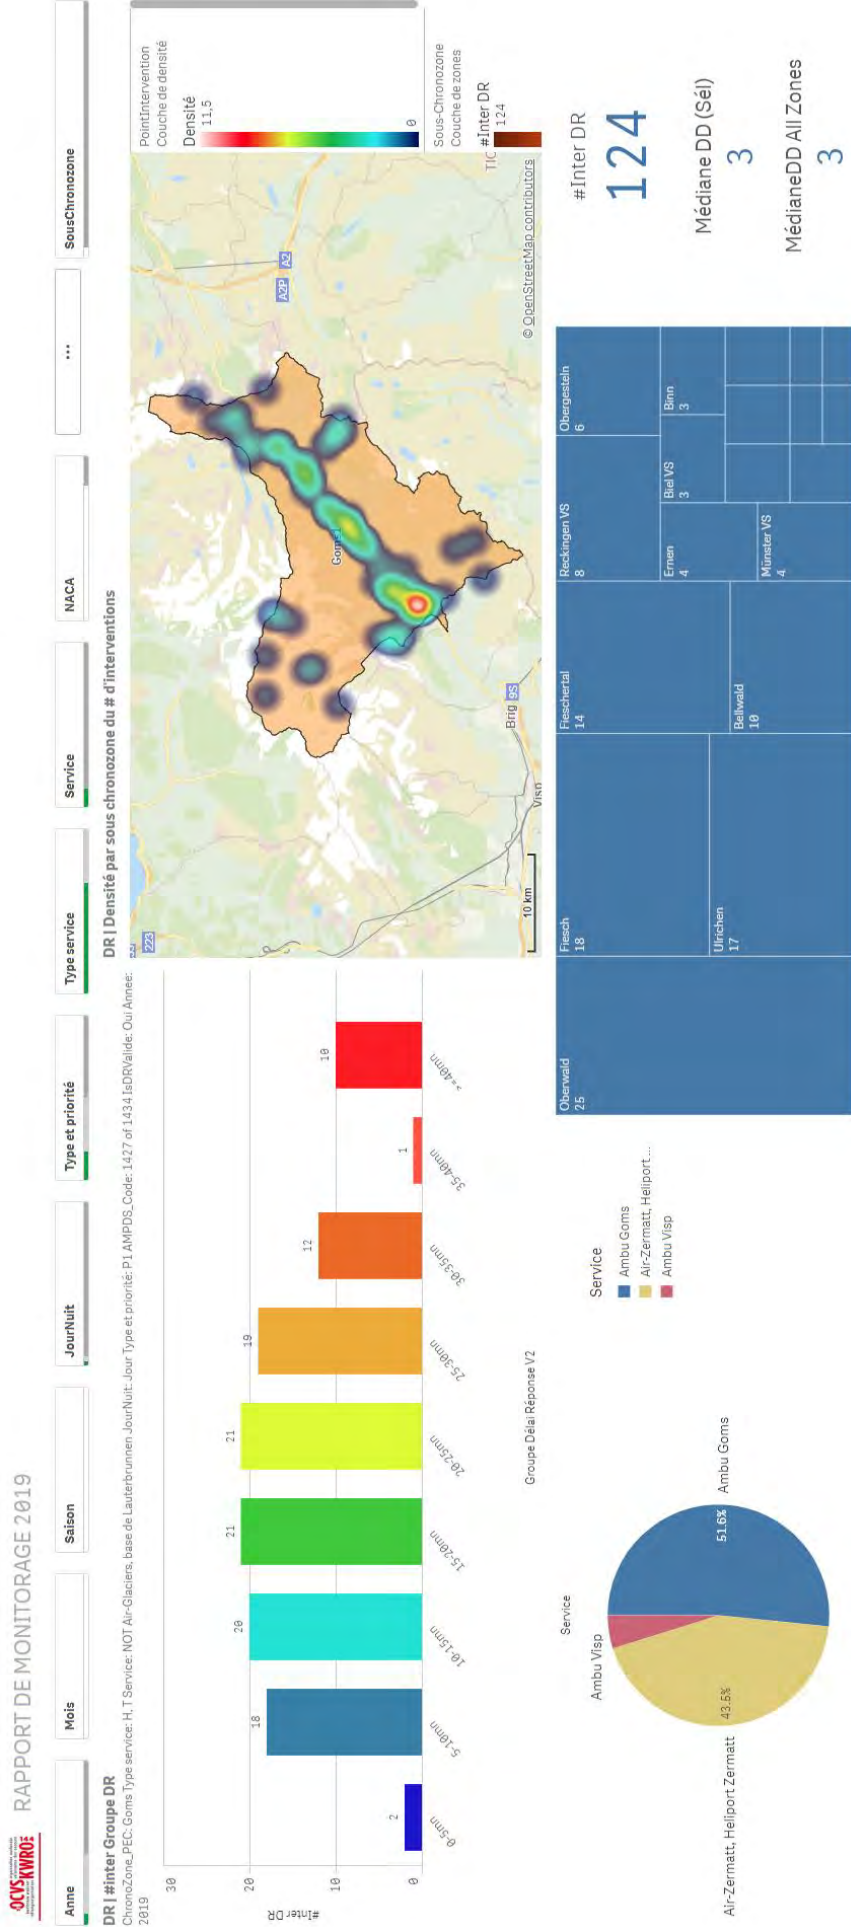 OCVS
KWRO
RAPPORT DE MONITORAGE 2019
Anne
Mois
Saison
JourNuit
Type et priorité
Type service
Service
NACA
...
SousChronozone
DR | #inter Groupe DR
ChronoZone_PEC: Goms Type service: H, T Service: NOT Air-Glaciers, base de Lauterbrunnen JourNuit: Jour Type et priorité: P1 AMPDS_Code: 1427 of 1434 IsDRValide: Oui Annee:
2019
#Inter DR
30
20
10
0
2
18
20
21
21
19
12
1
10
0-5mn
5-10mn
10-15mn
15-20mn
20-25mn
25-30mn
30-35mn
35-40mn
>=40mn
Groupe Délai Réponse V2
DR | Densité par sous chronozone du # d'interventions
223
10 km
Visp
Brig
9S
A2P
A2
© OpenStreetMap contributors
PointIntervention
Couche de densité
Densité
11,5
0
Sous-Chronozone
Couche de zones
#Inter DR
124
Service
Ambu Visp
51.6%
Ambu Goms
43.5%
Air-Zermatt, Heliport Zermatt
Service
Ambu Goms
Air-Zermatt, Heliport ...
Ambu Visp
Oberwald
25
Fiesch
18
Ulrichen
17
Fieschertal
14
Bellwald
10
Reckingen VS
8
Obergesteln
6
Ernen
4
Münster VS
4
Biel VS
3
Binn
3
#Inter DR
124
Médiane DD (Sél)
3
MédianeDD All Zones
3